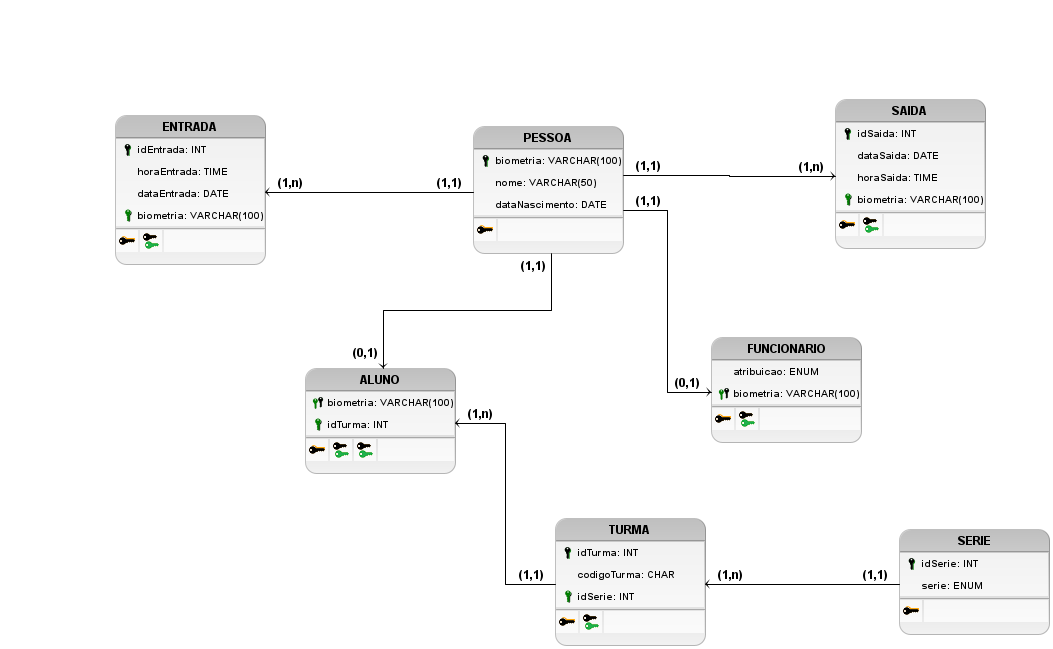 ENTRADA
idEntrada: INT
horaEntrada: TIME
dataEntrada: DATE
biometria: VARCHAR(100)
(1,n)
(1,1)
PESSOA
biometria: VARCHAR(100)
nome: VARCHAR(50)
dataNascimento: DATE
(1,1)
(1,n)
(1,1)
(1,1)
SAIDA
idSaida: INT
dataSaida: DATE
horaSaida: TIME
biometria: VARCHAR(100)
(0,1)
ALUNO
biometria: VARCHAR(100)
idTurma: INT
(1,n)
(0,1)
FUNCIONARIO
atribuicao: ENUM
biometria: VARCHAR(100)
(1,1)
TURMA
idTurma: INT
codigoTurma: CHAR
idSerie: INT
(1,n)
(1,1)
SERIE
idSerie: INT
serie: ENUM